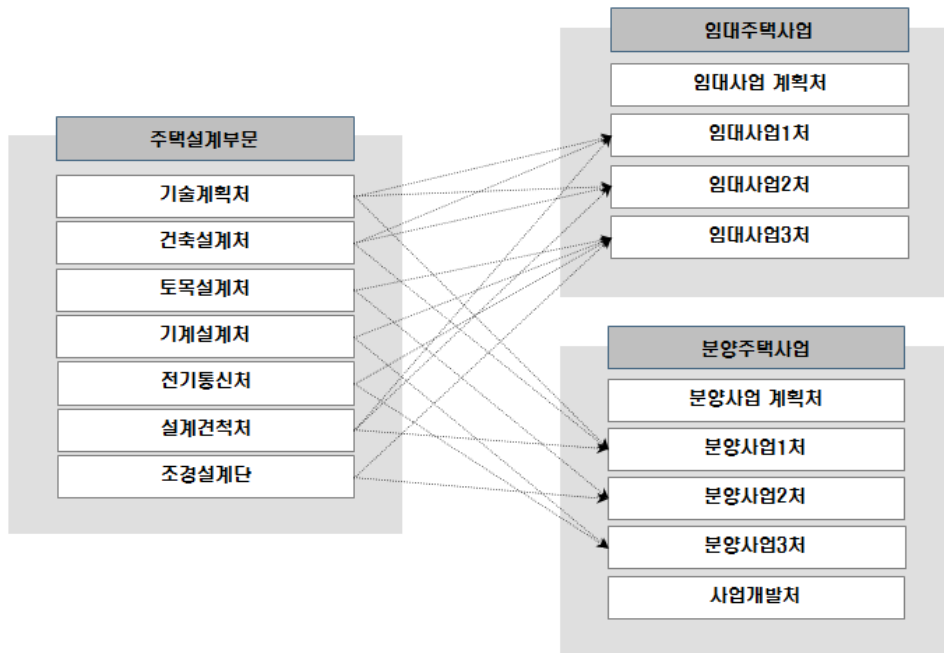 주택설계부문
기술계획처
건축설계처
토목설계처
기계설계처
전기통신처
설계견적처
조경설계단
임대주택사업
임대사업 계획처
임대사업1처
임대사업2처
임대사업3처
분양주택사업
분양사업 계획처
분양사업1처
분양사업2처
분양사업3처
사업개발처